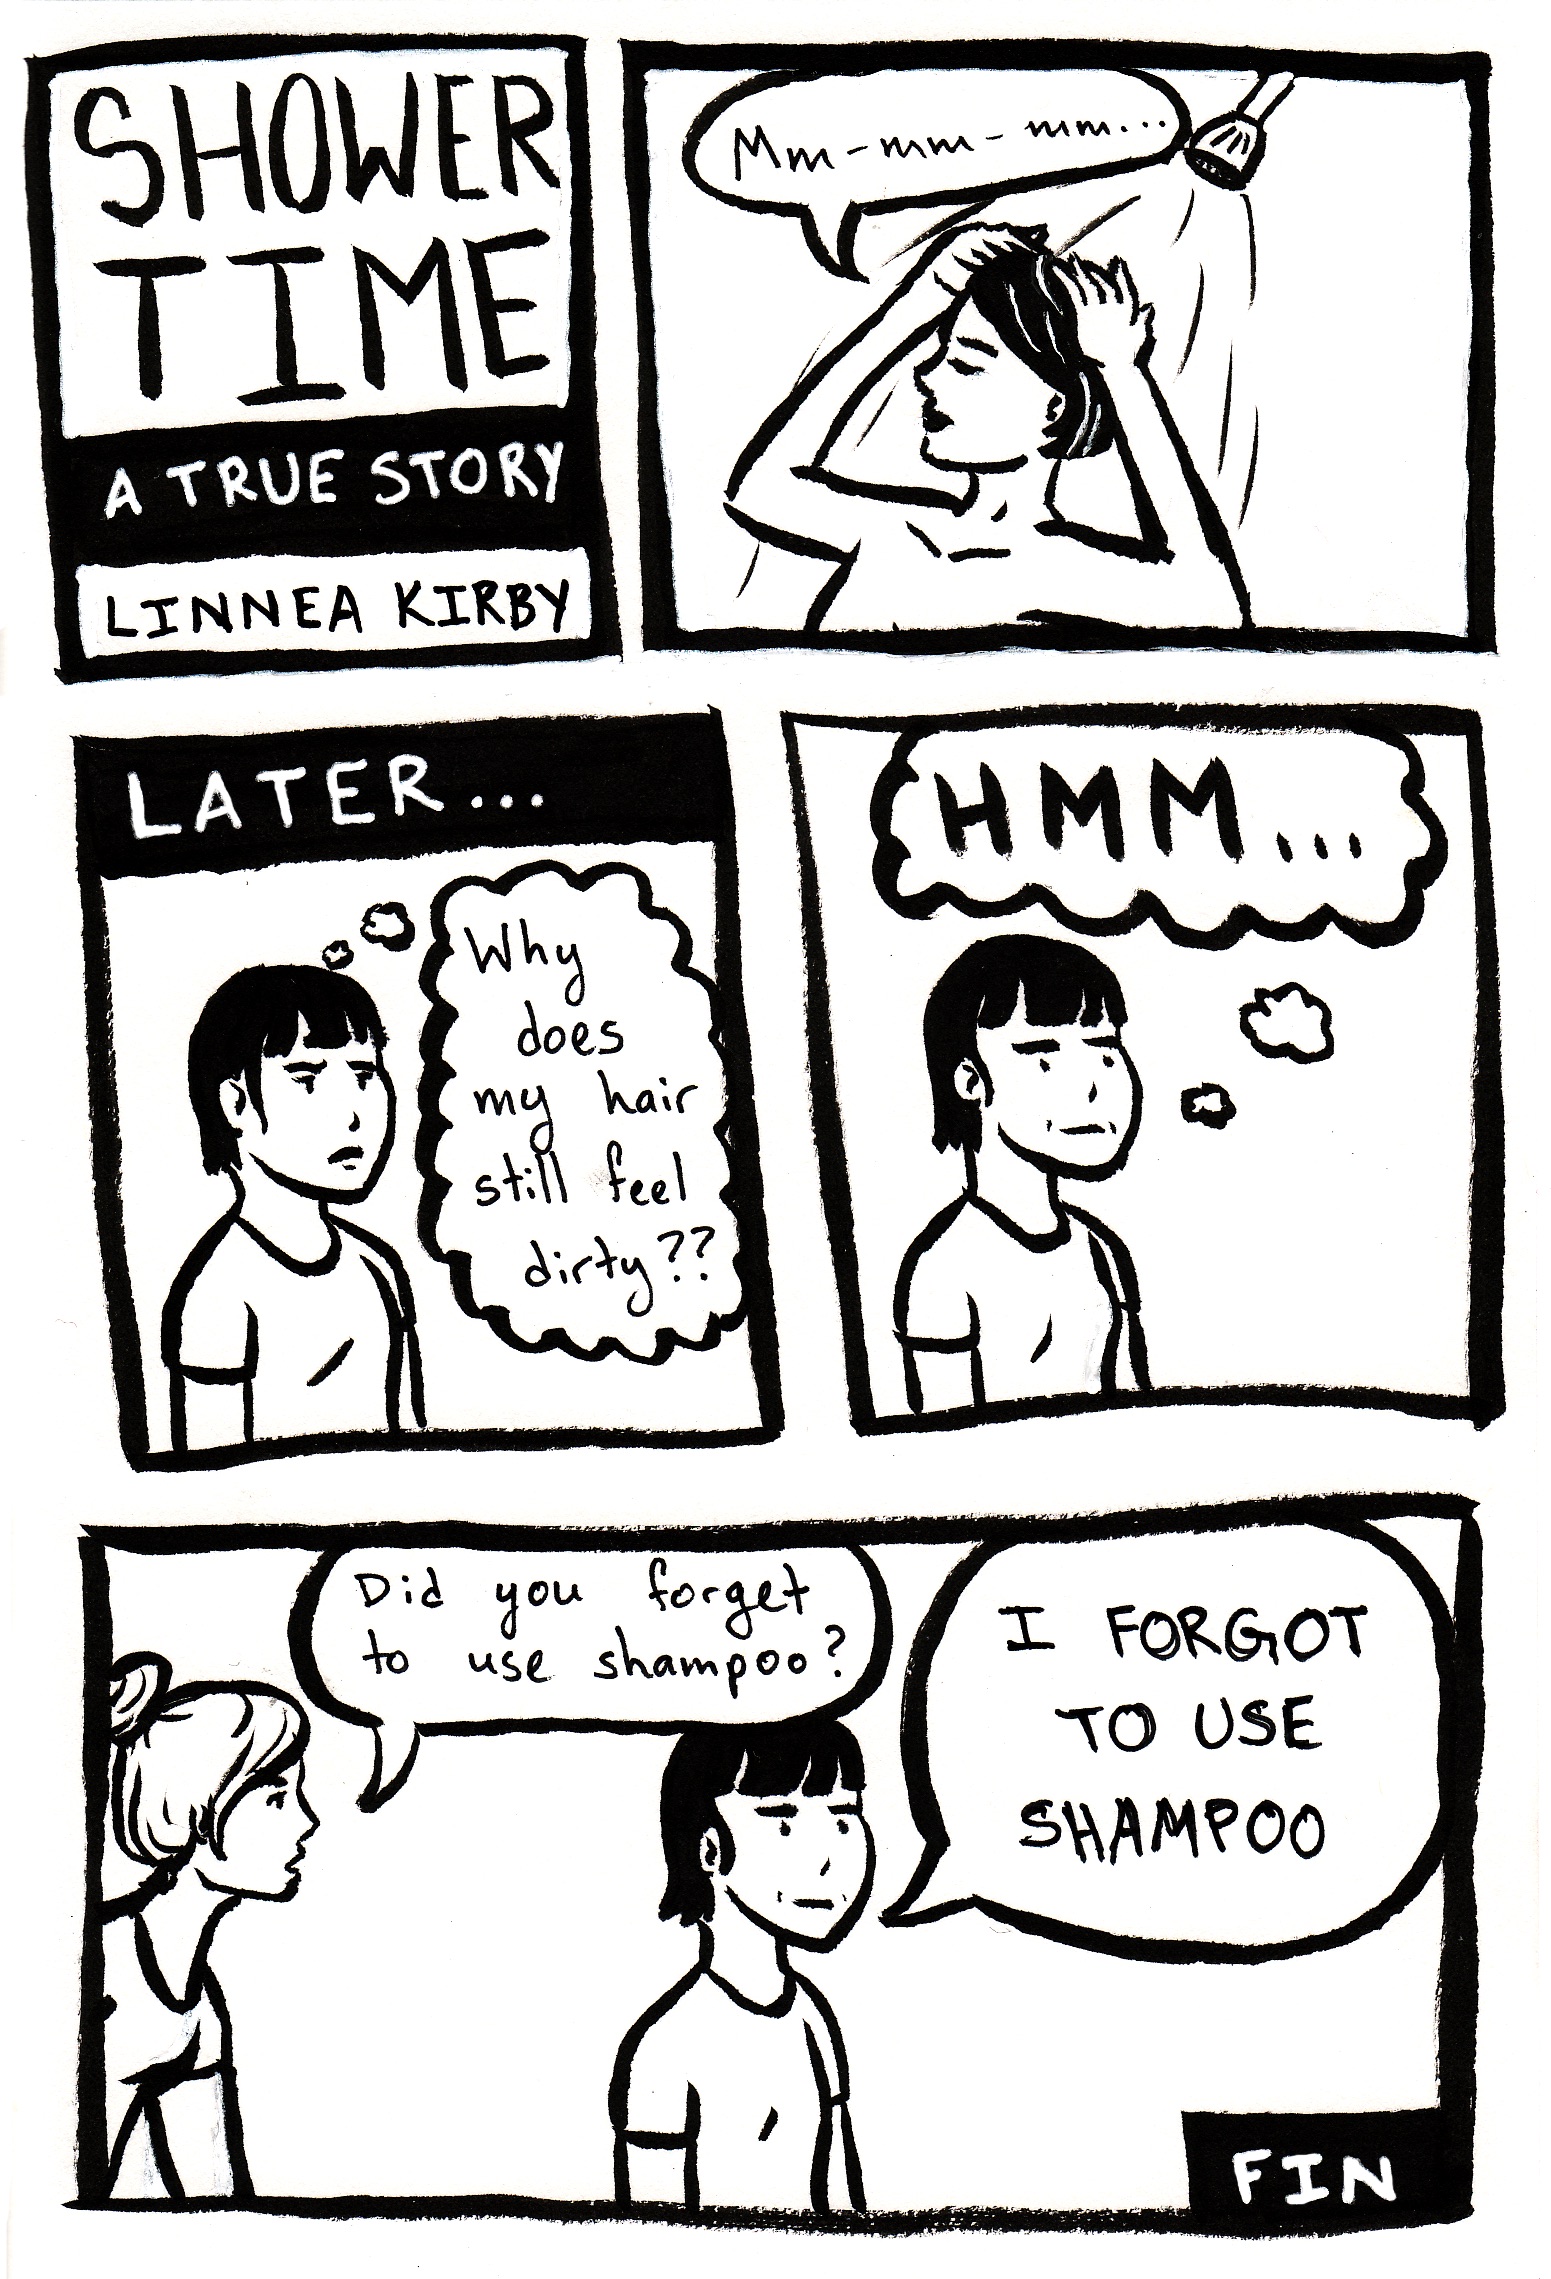 SHOWER
TIME
A TRUE STORY
LINNEA KIRBY
Mm-mm-mm...
LATER...
Why
does
my hair
still feel
dirty??
HMM...
Did you forget
to use shampoo?
I FORGOT
TO USE
SHAMPOO
FIN